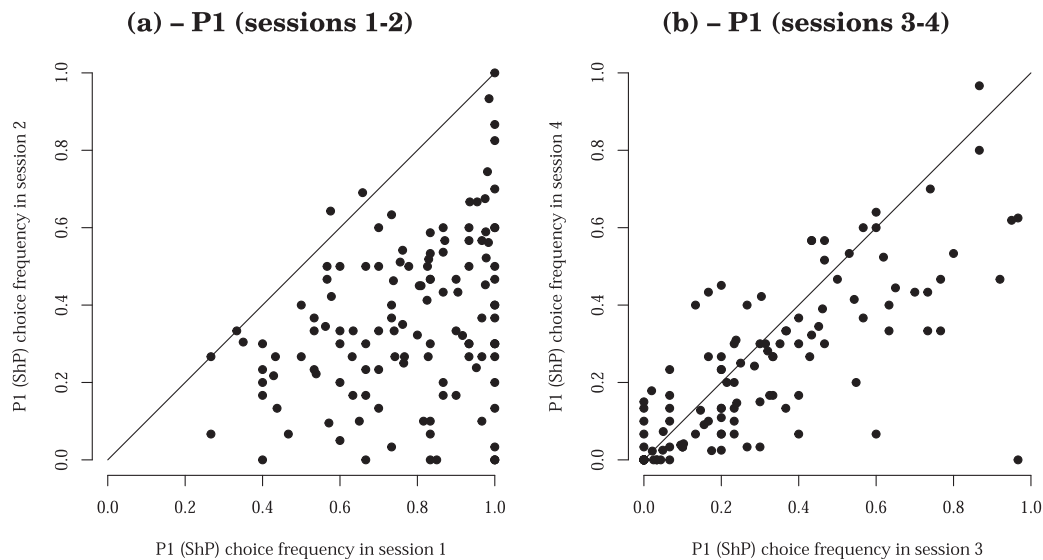 (a) – P1 (sessions 1-2)
P1 (ShP) choice frequency in session 2
1.0
0.8
0.6
0.4
0.2
0.0
0.0 0.2 0.4 0.6 0.8 1.0
P1 (ShP) choice frequency in session 1
(b) – P1 (sessions 3-4)
P1 (ShP) choice frequency in session 4
1.0
0.8
0.6
0.4
0.2
0.0
0.0 0.2 0.4 0.6 0.8 1.0
P1 (ShP) choice frequency in session 3